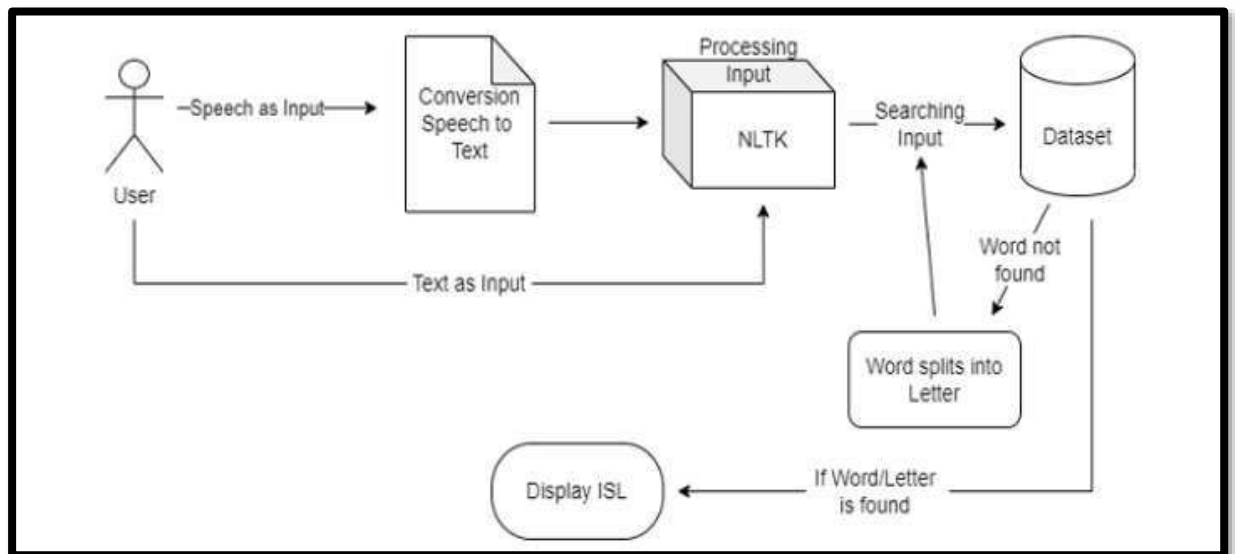 Processing
Input
Speech as Input
Conversion
Speech to
Text
NLTK
Searching
Input
Dataset
User
Word not
found
Text as Input
Word splits into
Letter
Display ISL
If Word/Letter
is found